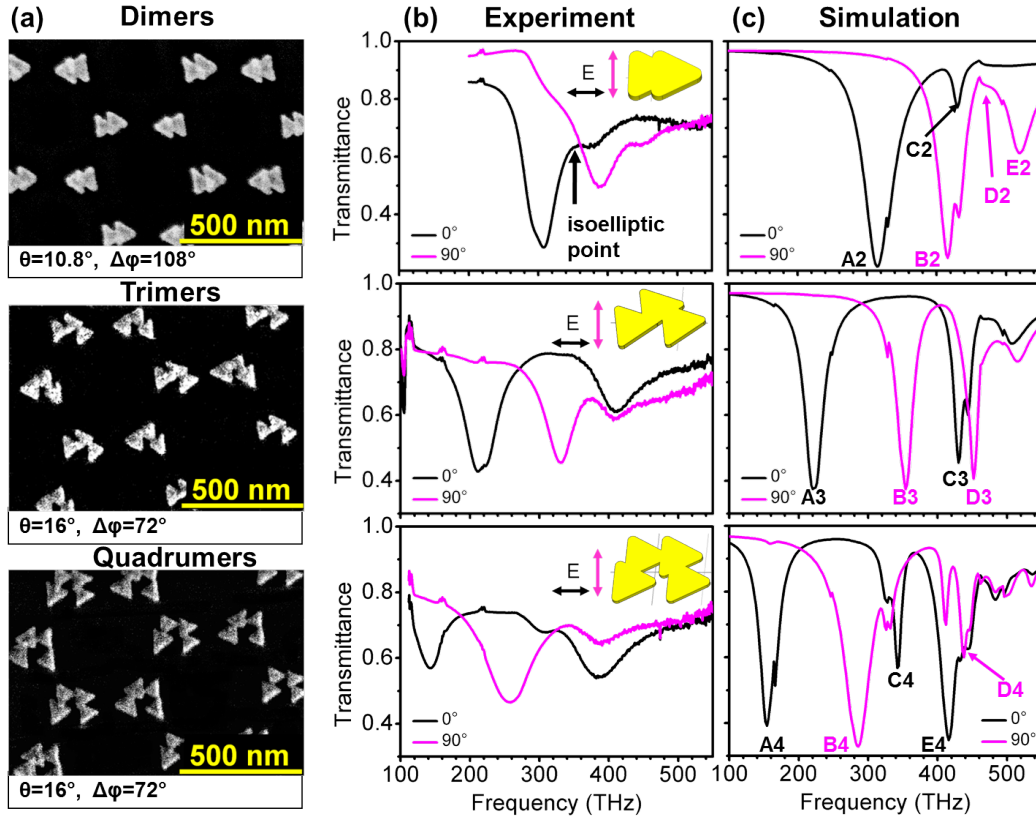 (a) Dimers
500 nm
θ=10.8°, Δφ=108°
Trimers
500 nm
θ=16°, Δφ=72°
Quadrumers
500 nm
θ=16°, Δφ=72°
(b) Experiment
1.0
0.8
0.6
0.4
Transmittance
E
isoelliptic
point
0°
90°
1.0
0.8
0.6
0.4
Transmittance
E
0°
90°
1.0
0.8
0.6
0.4
Transmittance
E
0°
90°
100 200 300 400 500
Frequency (THz)
(c) Simulation
C2
E2
D2
A2
B2
0°
90°
C3
A3
B3
D3
0°
90°
C4
D4
A4
B4
E4
0°
90°
100 200 300 400 500
Frequency (THz)